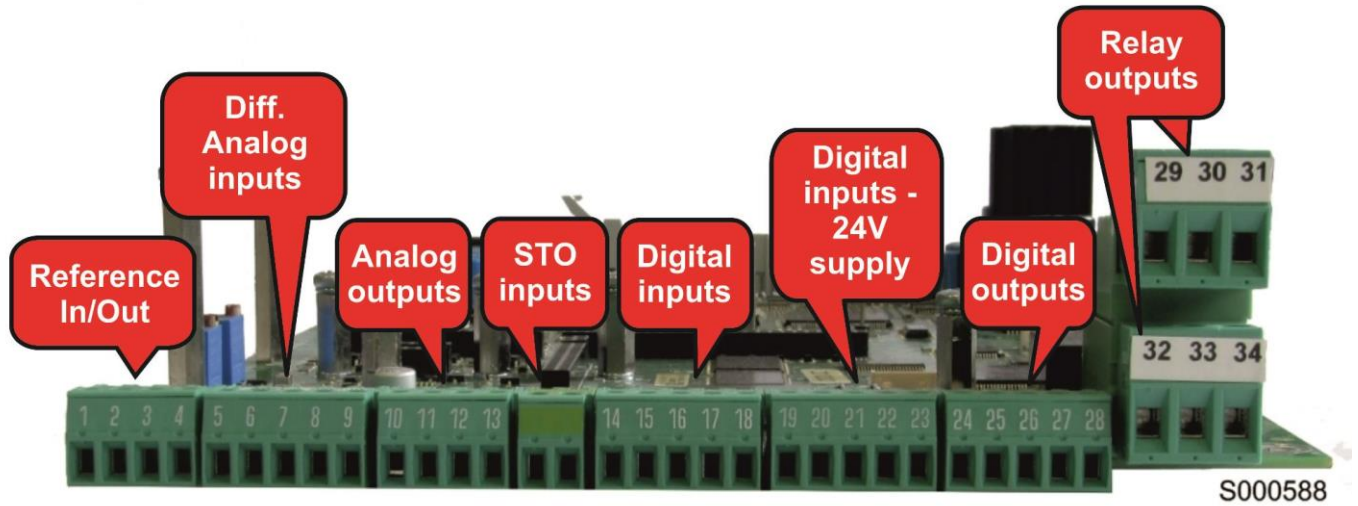 Relay
outputs
Diff.
Analog
inputs
Digital
inputs -
24V
supply
29 30 31
Reference
In/Out
Analog
outputs
STO
inputs
Digital
inputs
Digital
outputs
32 33 34
1 2 3 4 5 6 7 8 9 10 11 12 13 14 15 16 17 18 19 20 21 22 23 24 25 26 27 28
S000588